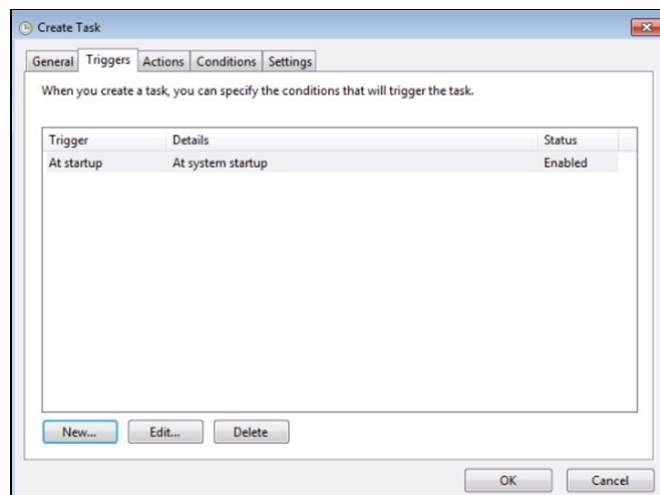 Create Task
General Triggers Actions Conditions Settings
When you create a task, you can specify the conditions that will trigger the task.
Trigger Details Status
At startup At system startup Enabled
New... Edit... Delete
OK Cancel